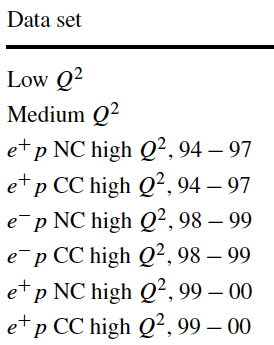 Data set
Low Q²
Medium Q²
e⁺p NC high Q², 94 – 97
e⁺p CC high Q², 94 – 97
e⁻p NC high Q², 98 – 99
e⁻p CC high Q², 98 – 99
e⁺p NC high Q², 99 – 00
e⁺p CC high Q², 99 – 00